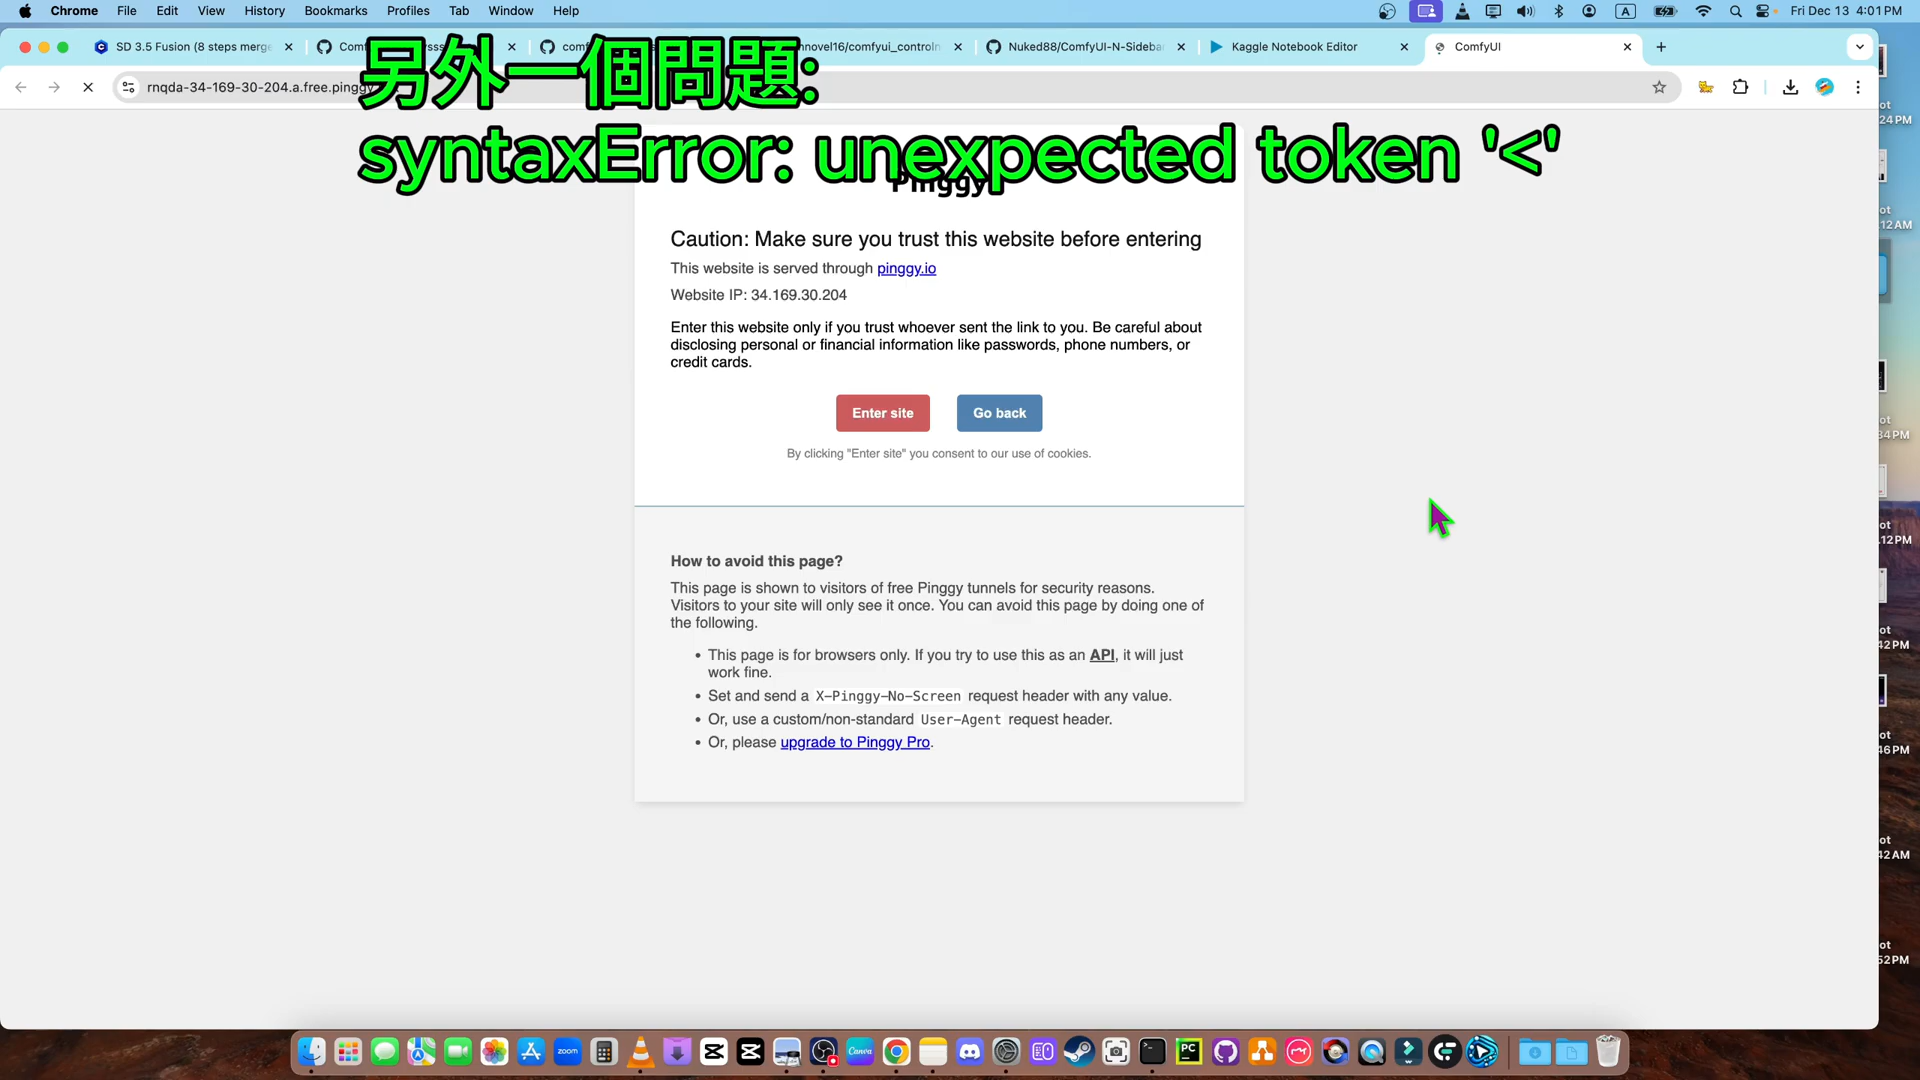 Chrome File Edit View History Bookmarks Profiles Tab Window Help
A
Fri Dec 13 4:01 PM
SD 3.5 Fusion (8 steps merge
Nuked88/ComfyUI-N-Sideba
Kaggle Notebook Editor
ComfyUI
rnqda-34-169-30-204.a.free.pinggy
另外一個問題:
syntaxError: unexpected token '<'
Pinggy
Caution: Make sure you trust this website before entering
This website is served through pinggy.io
Website IP: 34.169.30.204
Enter this website only if you trust whoever sent the link to you. Be careful about
disclosing personal or financial information like passwords, phone numbers, or
credit cards.
Enter site
Go back
By clicking "Enter site" you consent to our use of cookies.
How to avoid this page?
This page is shown to visitors of free Pinggy tunnels for security reasons.
Visitors to your site will only see it once. You can avoid this page by doing one of
the following.
• This page is for browsers only. If you try to use this as an API, it will just
work fine.
• Set and send a X-Pinggy-No-Screen request header with any value.
• Or, use a custom/non-standard User-Agent request header.
• Or, please upgrade to Pinggy Pro.
zoom
Canva
PC